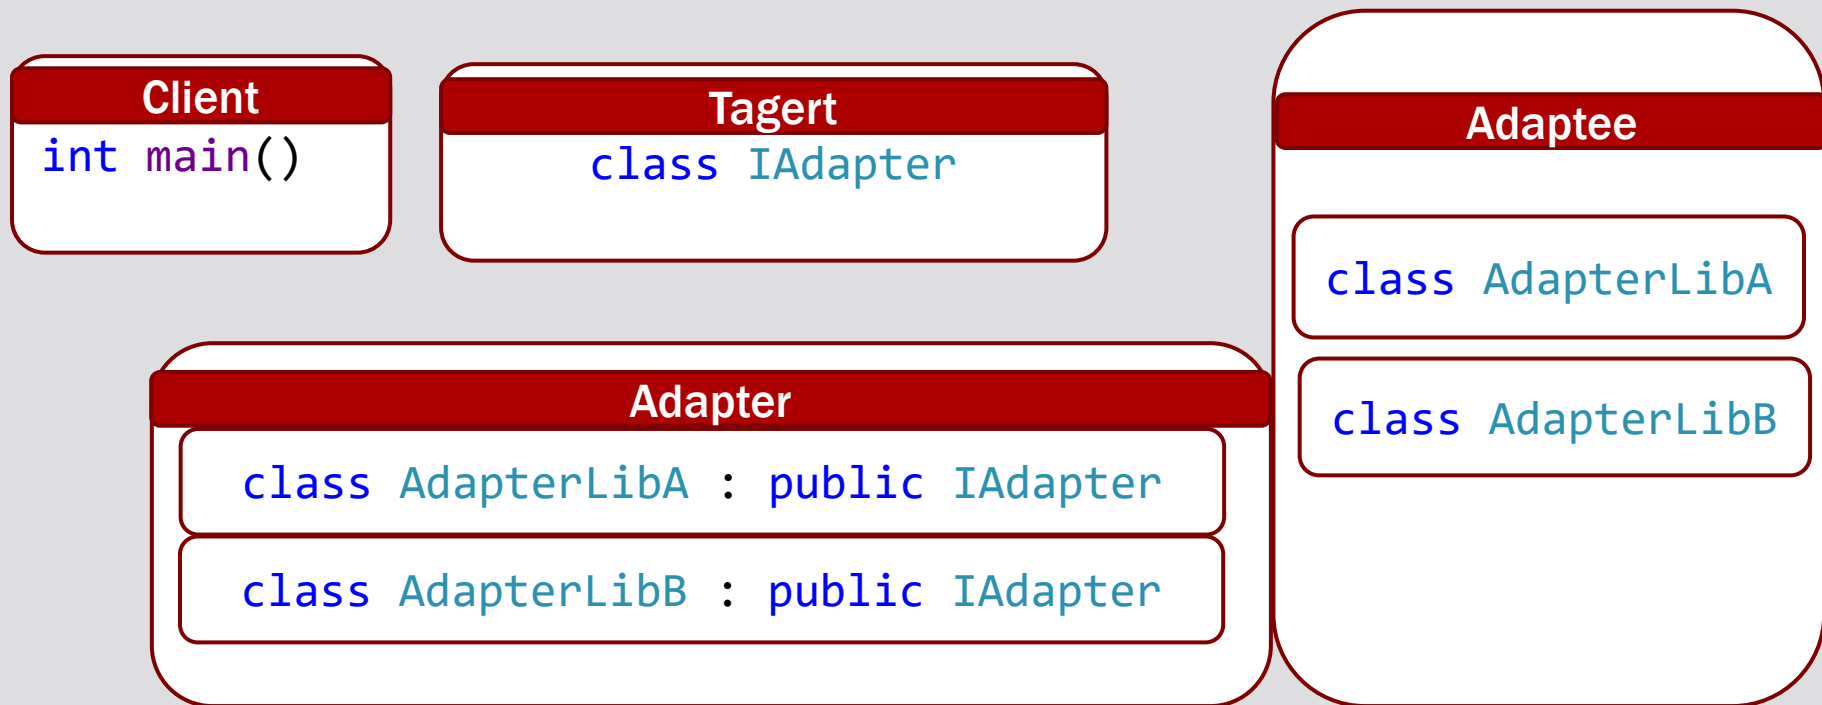 Client
int main()
Tagert
class IAdapter
Adaptee
class AdapterLibA
class AdapterLibB
Adapter
class AdapterLibA : public IAdapter
class AdapterLibB : public IAdapter